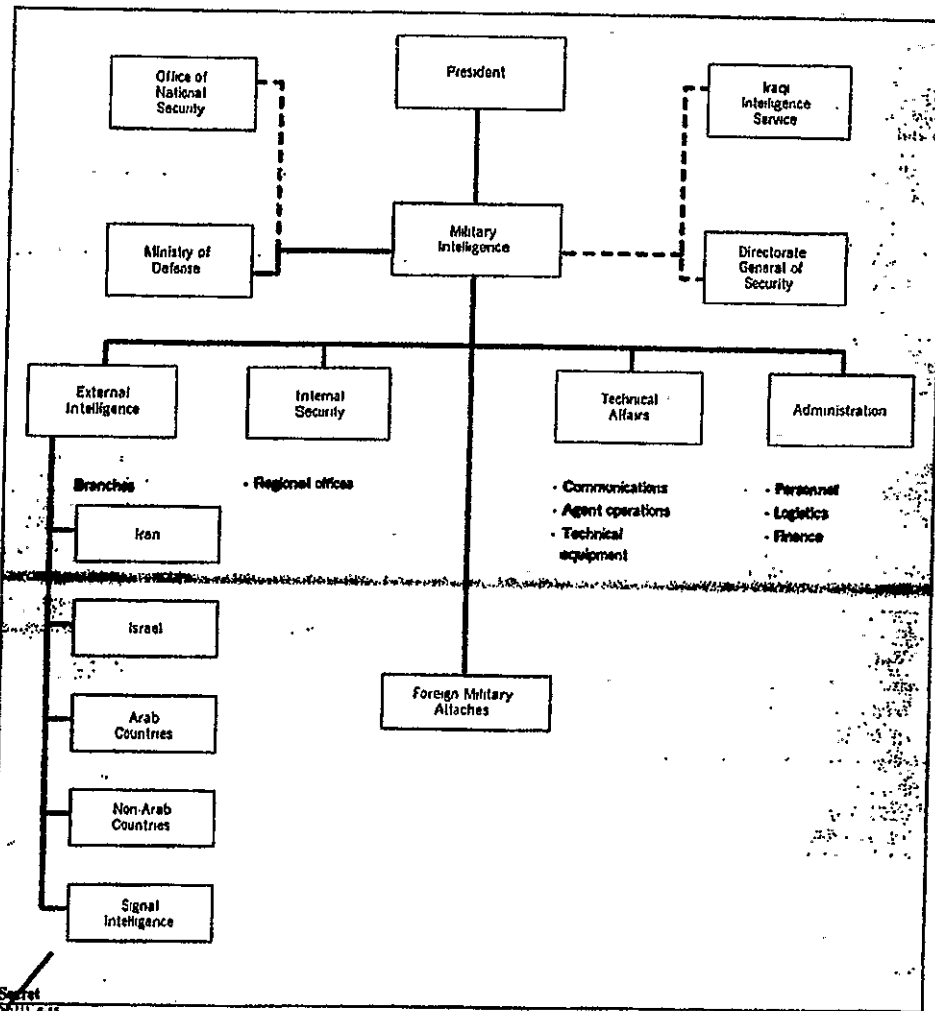 Office of
National
Security
President
Iraqi
Intelligence
Service
Ministry of
Defense
Military
Intelligence
Directorate
General of
Security
External
Intelligence
Internal
Security
Technical
Affairs
Administration
Branches
Iran
Israel
Arab
Countries
Non-Arab
Countries
Signal
Intelligence
• Regional offices
• Communications
• Agent operations
• Technical
equipment
• Personnel
• Logistics
• Finance
Foreign Military
Attaches
Secret